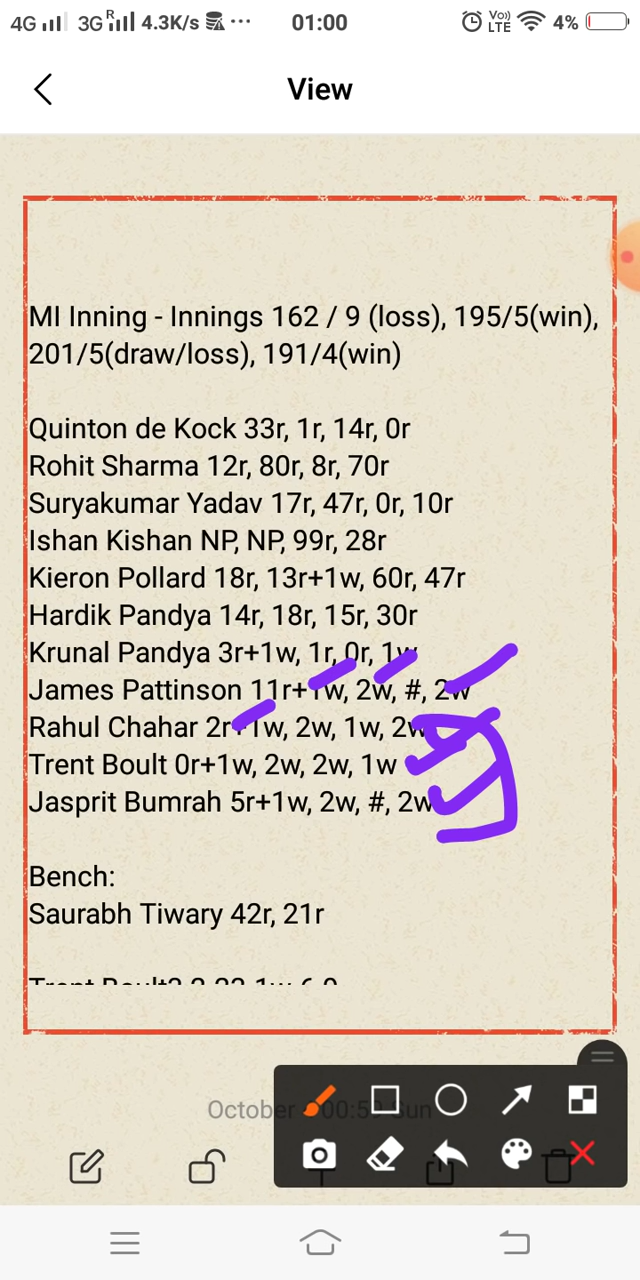 4G 3G R 4.3K/s ... 01:00 Vo) LTE 4%
View
MI Inning - Innings 162 / 9 (loss), 195/5(win),
201/5(draw/loss), 191/4(win)
Quinton de Kock 33r, 1r, 14r, 0r
Rohit Sharma 12r, 80r, 8r, 70r
Suryakumar Yadav 17r, 47r, 0r, 10r
Ishan Kishan NP, NP, 99r, 28r
Kieron Pollard 18r, 13r+1w, 60r, 47r
Hardik Pandya 14r, 18r, 15r, 30r
Krunal Pandya 3r+1w, 1r, 0r, 1w
James Pattinson 11r+1w, 2w, #, 2w
Rahul Chahar 2r+1w, 2w, 1w, 2w
Trent Boult 0r+1w, 2w, 2w, 1w
Jasprit Bumrah 5r+1w, 2w, #, 2w
Bench:
Saurabh Tiwary 42r, 21r
Trent Boult
October 00:59 Sun